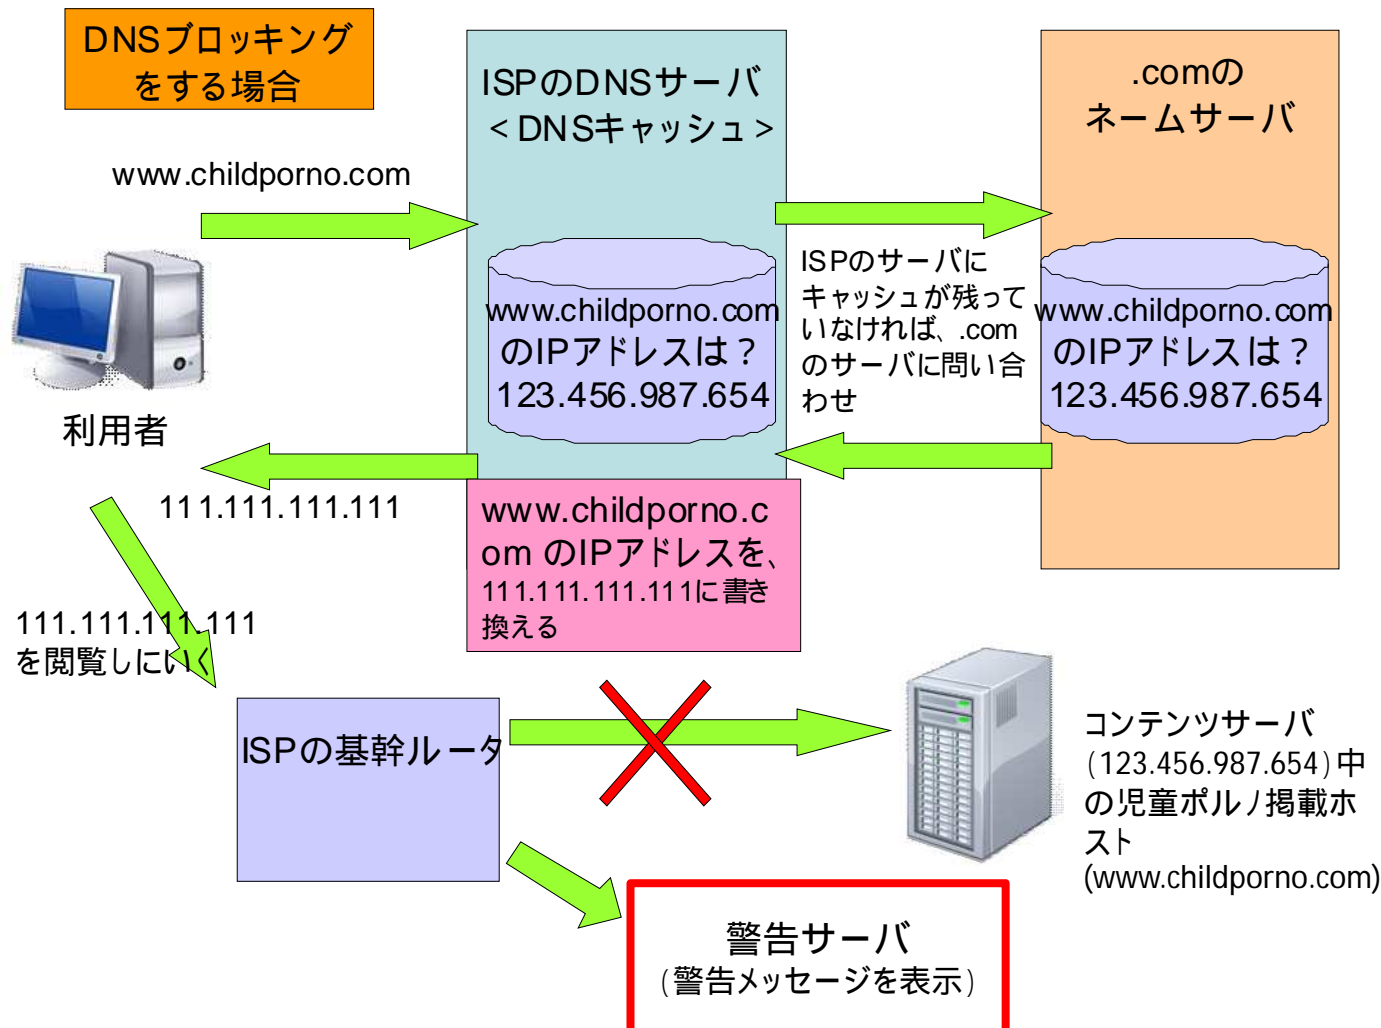 DNSブロッキング
をする場合
www.childporno.com
利用者
ISPのDNSサーバ
<DNSキャッシュ>
www.childporno.com
のIPアドレスは?
123.456.987.654
ISPのサーバに
キャッシュが残って
いなければ、.com
のサーバに問い合
わせ
.comの
ネームサーバ
www.childporno.com
のIPアドレスは?
123.456.987.654
111.111.111.111
www.childporno.c
om のIPアドレスを、
111.111.111.111に書き
換える
111.111.111.111
を閲覧しにいく
ISPの基幹ルータ
コンテンツサーバ
(123.456.987.654)中
の児童ポルノ掲載ホ
スト
(www.childporno.com)
警告サーバ
(警告メッセージを表示)